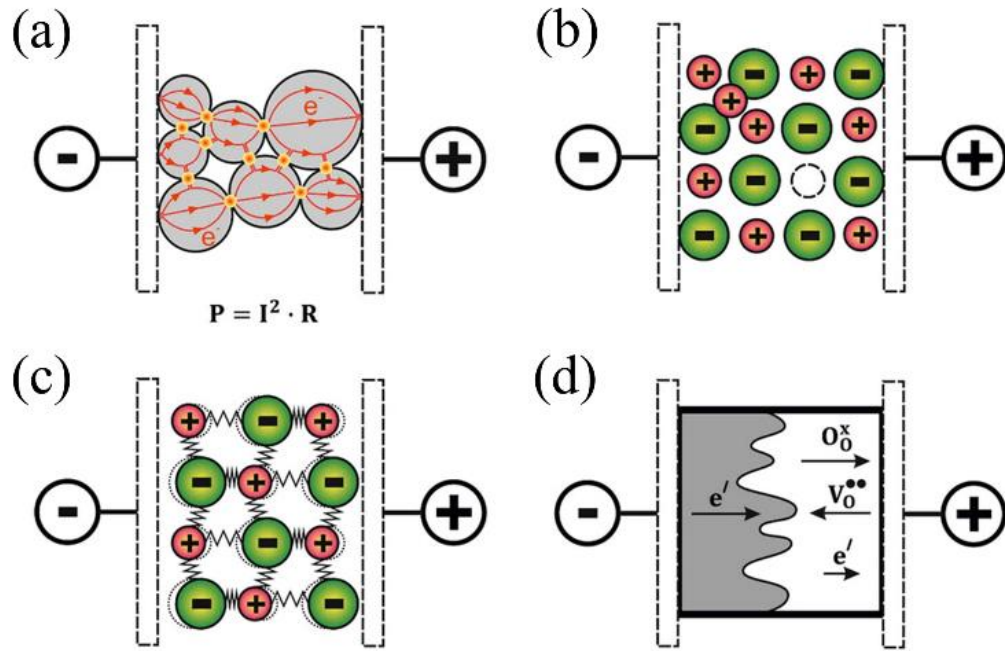 (a)
(b)
e⁻
e⁻
P = I² · R
(c)
(d)
O_O^x
e′
V_O^••
e′